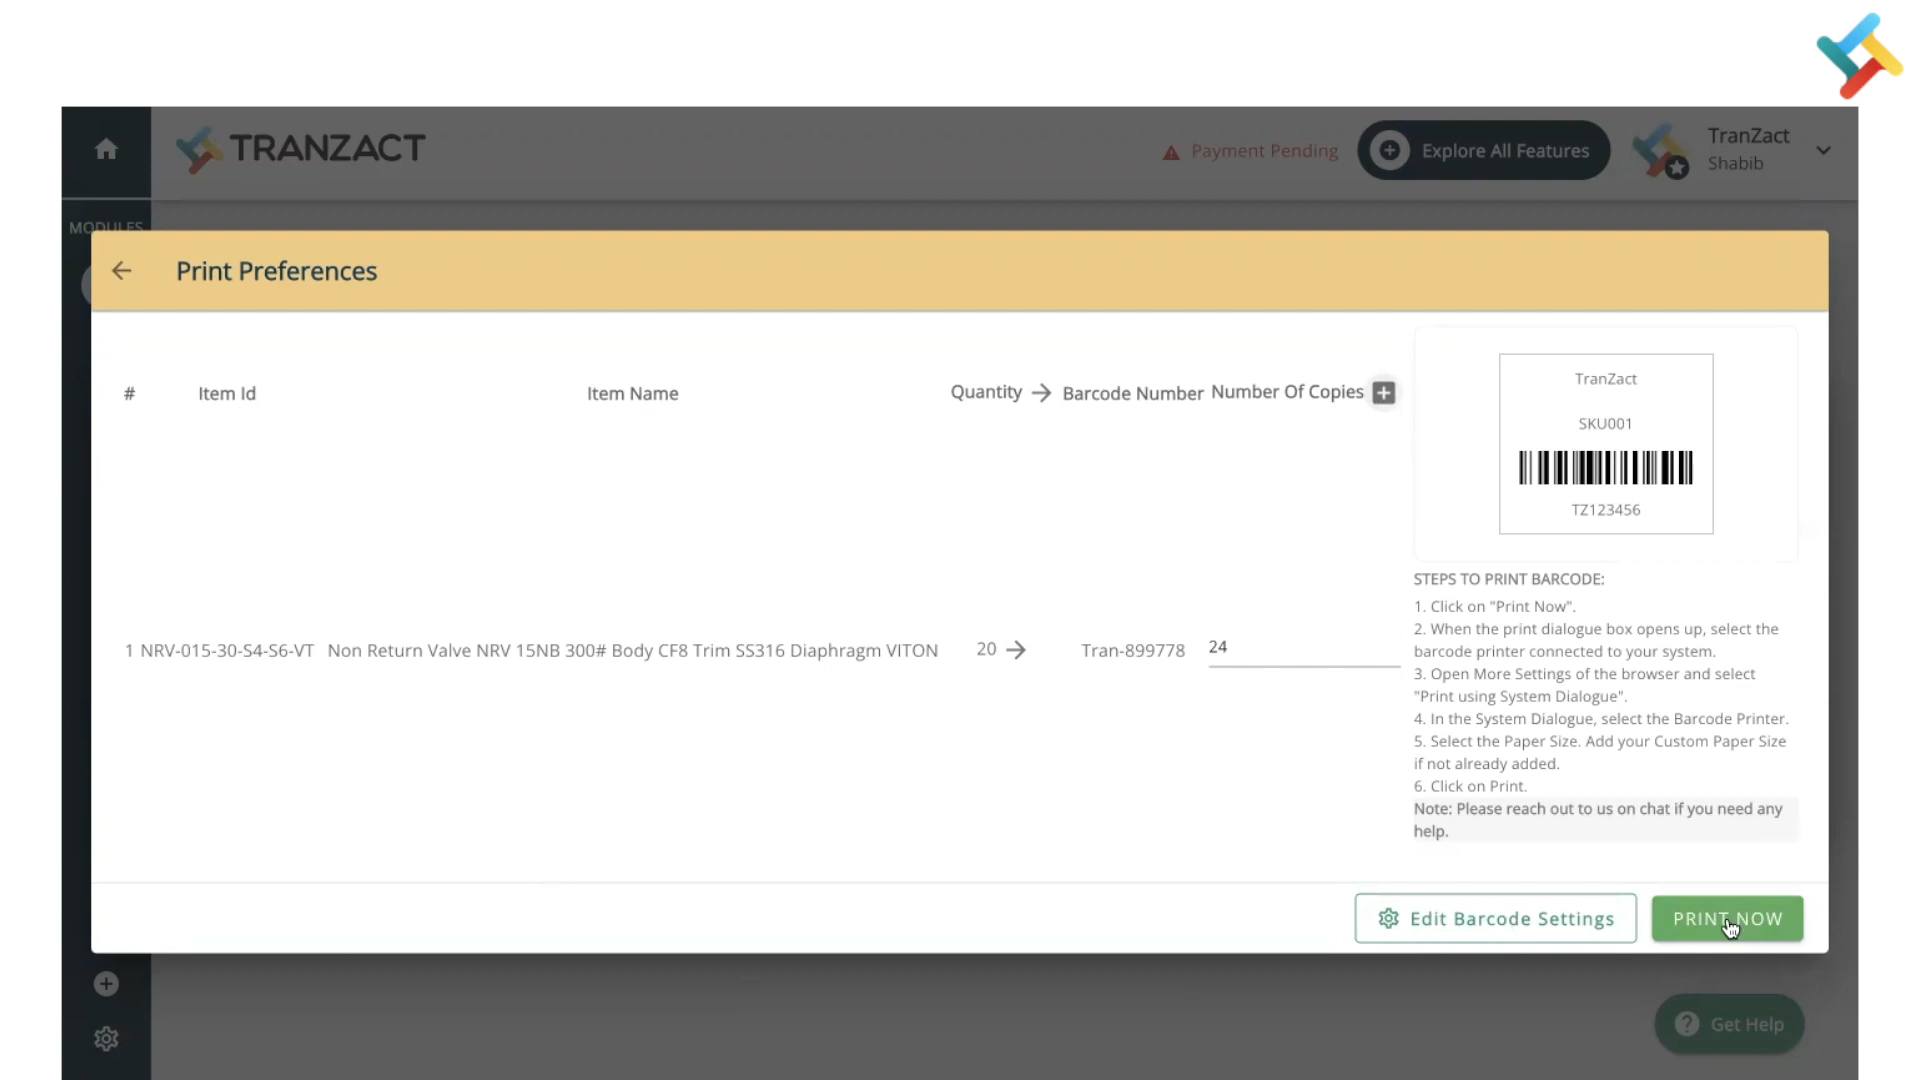 TRANZACT
Payment Pending
Explore All Features
TranZact
Shabib
MODULES
Print Preferences
# Item Id Item Name Quantity Barcode Number Number Of Copies
TranZact
SKU001
TZ123456
1 NRV-015-30-S4-S6-VT Non Return Valve NRV 15NB 300# Body CF8 Trim SS316 Diaphragm VITON 20 Tran-899778 24
STEPS TO PRINT BARCODE:
1. Click on "Print Now".
2. When the print dialogue box opens up, select the
barcode printer connected to your system.
3. Open More Settings of the browser and select
"Print using System Dialogue".
4. In the System Dialogue, select the Barcode Printer.
5. Select the Paper Size. Add your Custom Paper Size
if not already added.
6. Click on Print.
Note: Please reach out to us on chat if you need any
help.
Edit Barcode Settings
PRINT NOW
Get Help